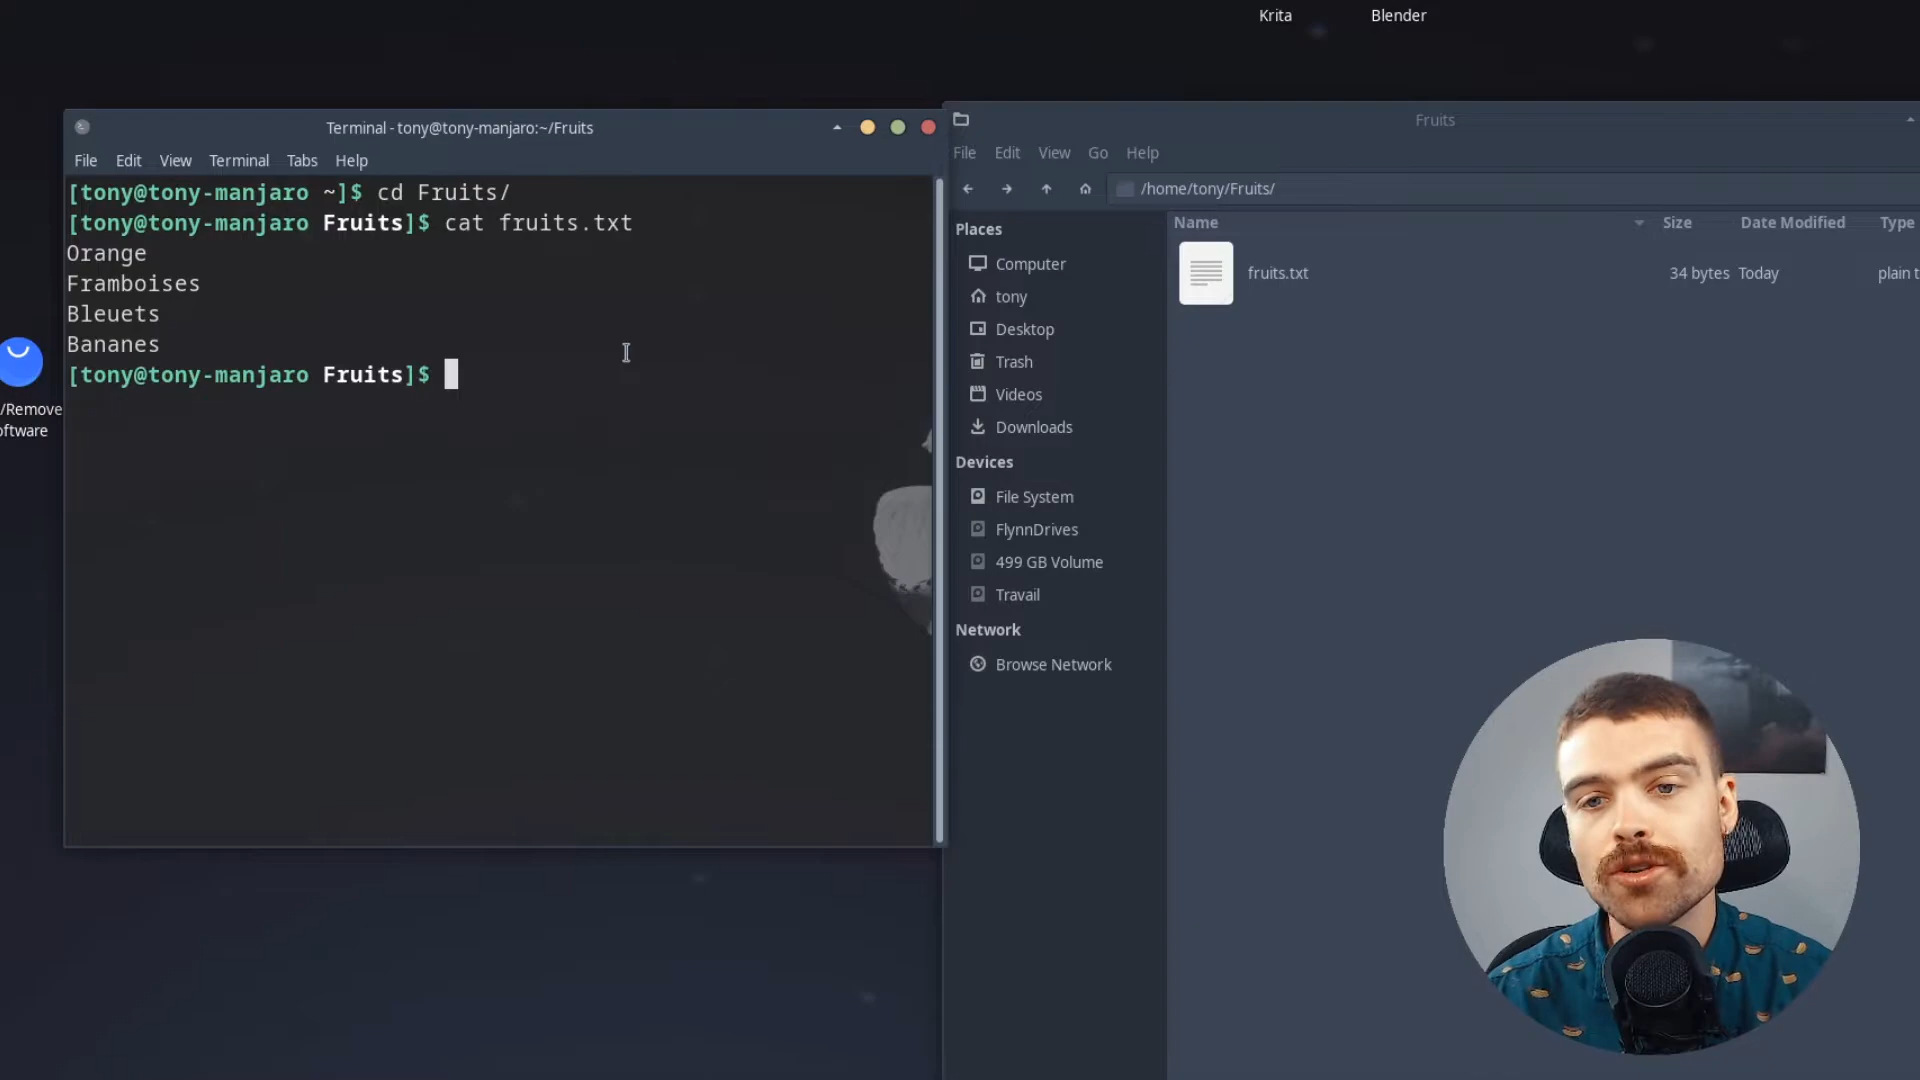 Krita
Blender
Terminal - tony@tony-manjaro:~/Fruits
File Edit View Terminal Tabs Help
[tony@tony-manjaro ~]$ cd Fruits/
[tony@tony-manjaro Fruits]$ cat fruits.txt
Orange
Framboises
Bleuets
Bananes
[tony@tony-manjaro Fruits]$
/Remove
oftware
Fruits
File Edit View Go Help
/home/tony/Fruits/
Places
Computer
tony
Desktop
Trash
Videos
Downloads
Devices
File System
FlynnDrives
499 GB Volume
Travail
Network
Browse Network
Name Size Date Modified Type
fruits.txt 34 bytes Today plain t